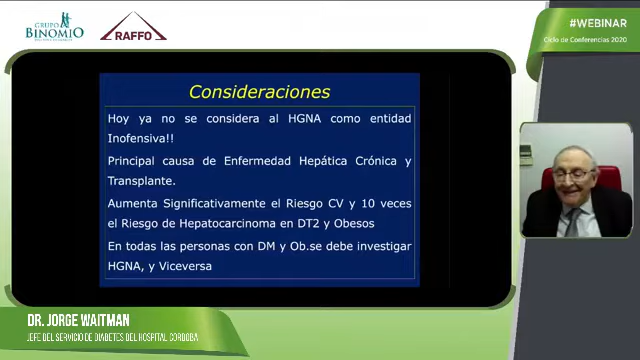 GRUPO
BINOMIO
RAFFO
#WEBINAR
Ciclo de Conferencias 2020
Consideraciones
Hoy ya no se considera al HGNA como entidad
Inofensiva!!
Principal causa de Enfermedad Hepática Crónica y
Transplante.
Aumenta Significativamente el Riesgo CV y 10 veces
el Riesgo de Hepatocarcinoma en DT2 y Obesos
En todas las personas con DM y Ob.se debe investigar
HGNA, y Viceversa
DR. JORGE WAITMAN
JEFE DEL SERVICIO DE DIABETES DEL HOSPITAL CORDOBA